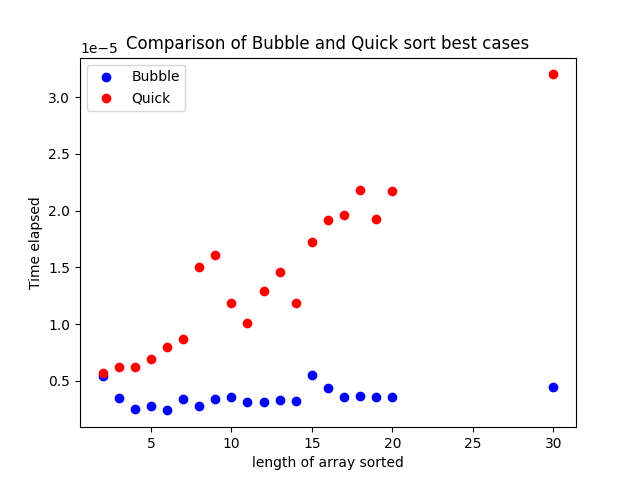 Comparison of Bubble and Quick sort best cases
1e−5
Bubble
Quick
3.0
2.5
2.0
1.5
1.0
0.5
Time elapsed
5 10 15 20 25 30
length of array sorted